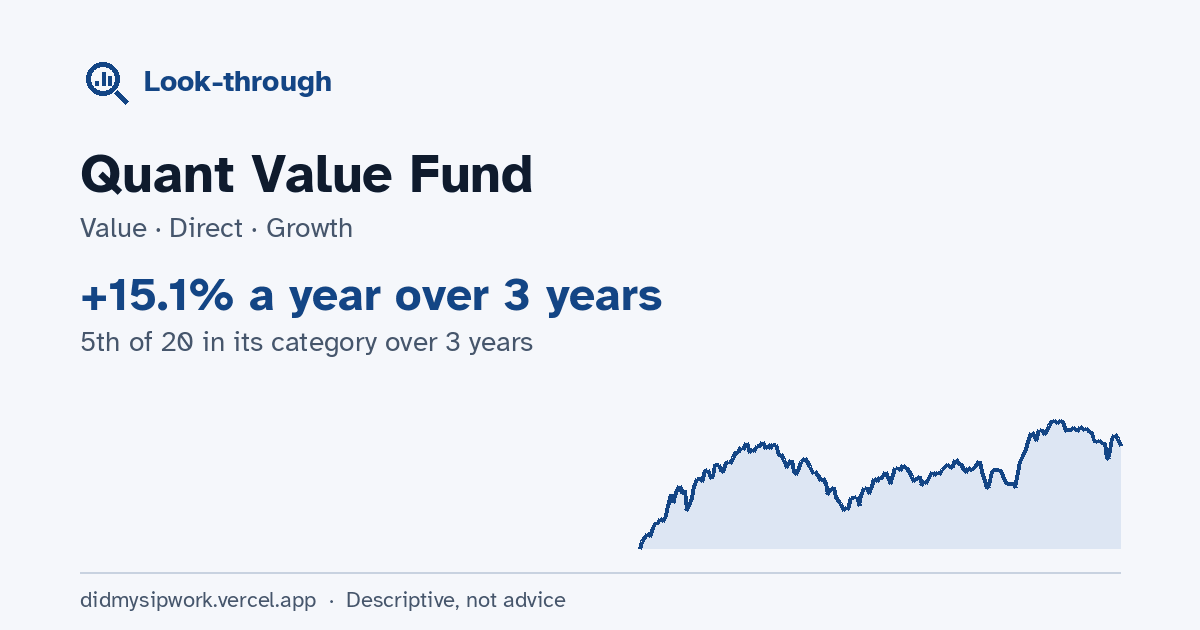 Look-through
Quant Value Fund
Value · Direct · Growth
+15.1% a year over 3 years
5th of 20 in its category over 3 years
didmysipwork.vercel.app · Descriptive, not advice